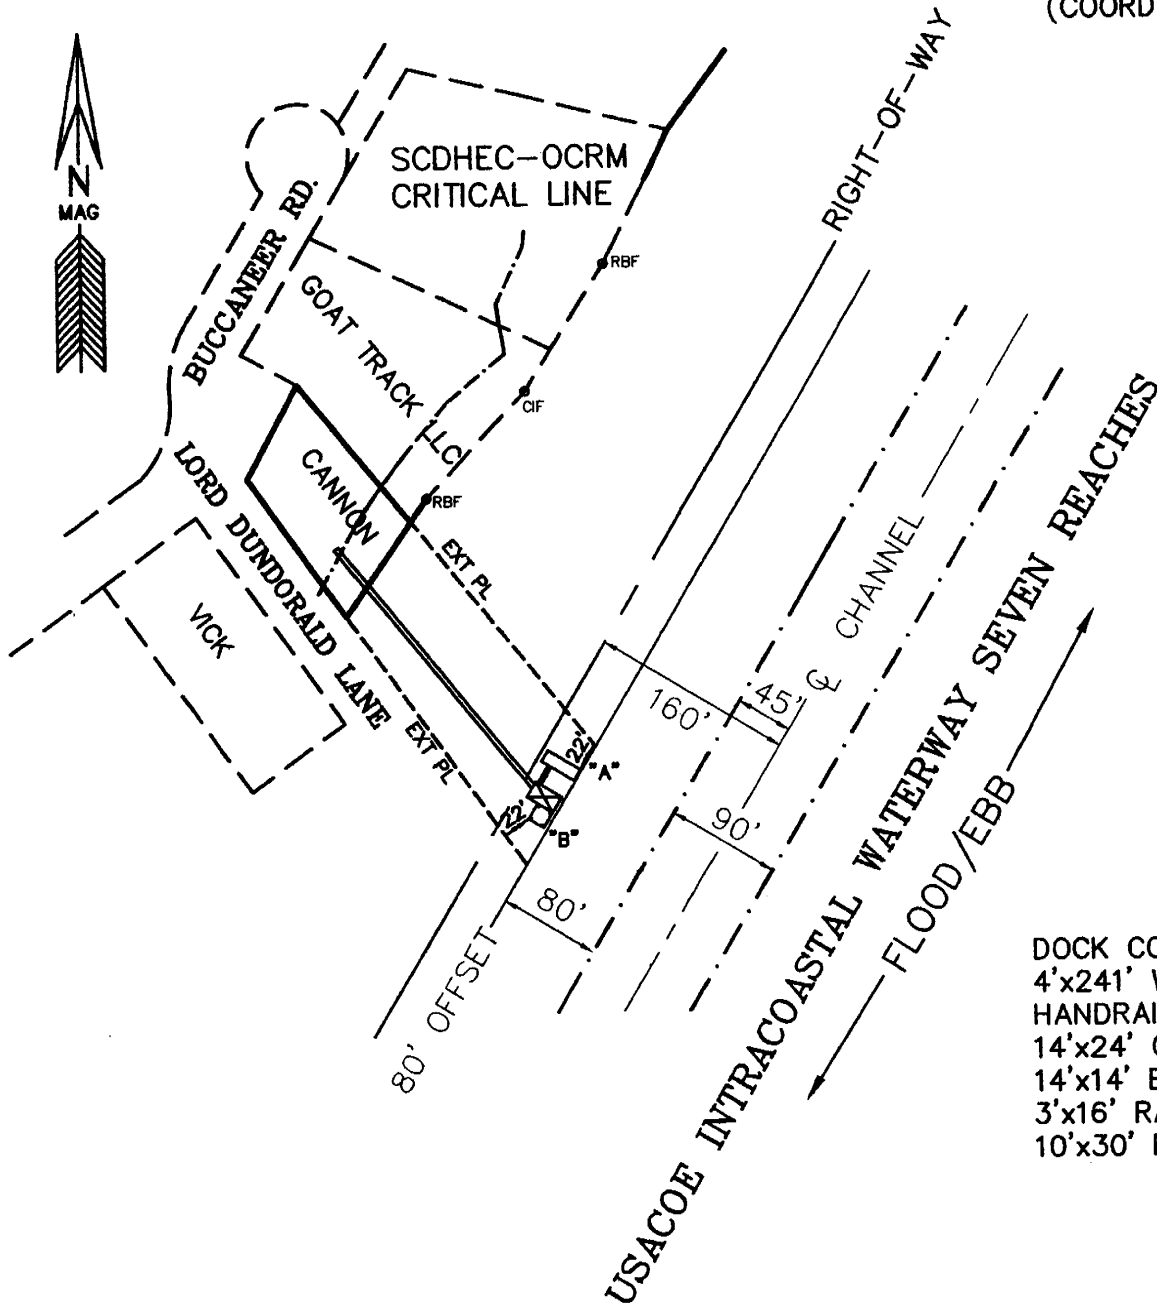 (COORD
RIGHT-OF-WAY
N
MAG
SCDHEC-OCRM
CRITICAL LINE
BUCCANEER RD.
RBF
GOAT TRACK LLC
CIF
CANNON
RBF
LORD DUNDORALD LANE
EXT PL
VICK
EXT PL
CHANNEL
USACOE INTRACOASTAL WATERWAY SEVEN REACHES
160'
45'
22'
"A"
22'
"B"
90'
80'
FLOOD/EBB
80' OFFSET
DOCK CO
4'x241' W
HANDRAI
14'x24'
14'x14'
3'x16' RA
10'x30'